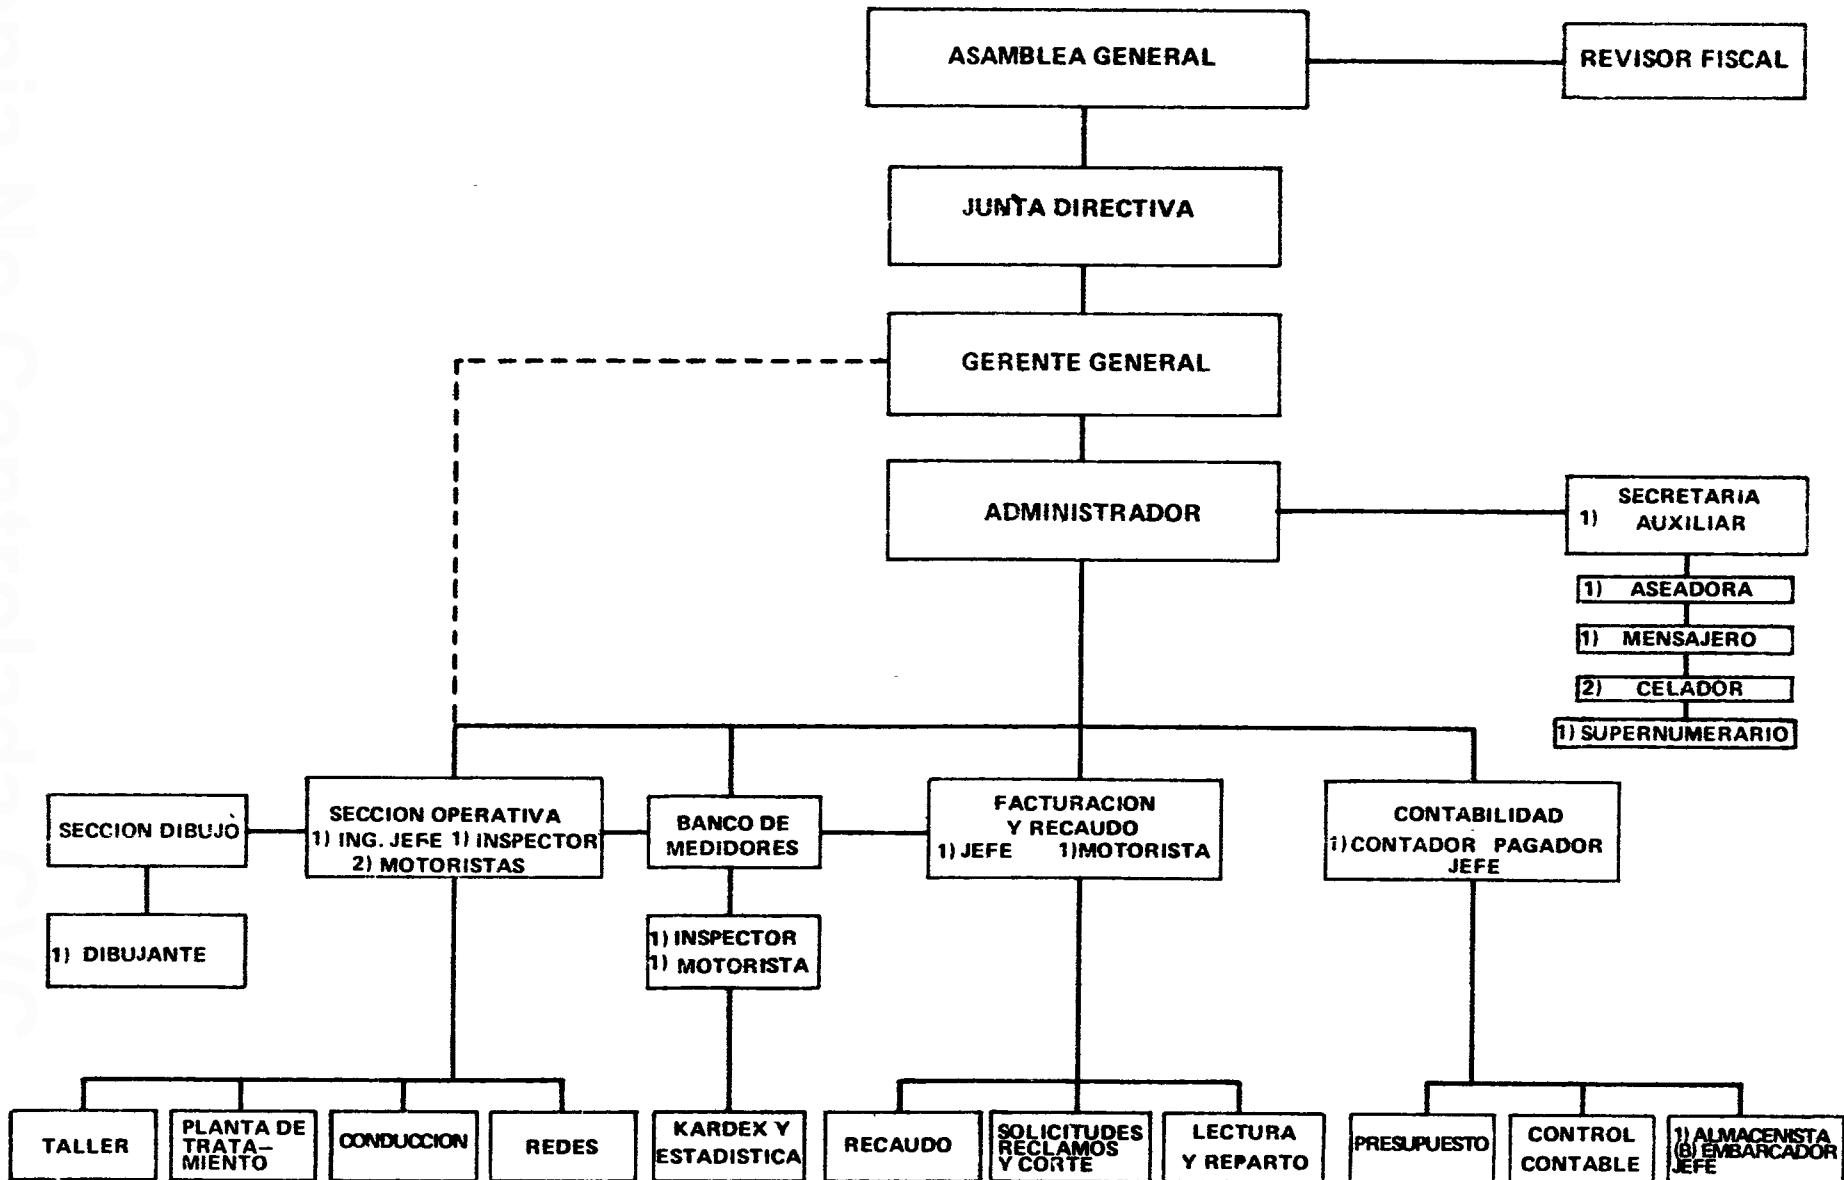 ASAMBLEA GENERAL
REVISOR FISCAL
JUNTA DIRECTIVA
GERENTE GENERAL
ADMINISTRADOR
SECRETARIA
1) AUXILIAR
1) ASEADORA
1) MENSAJERO
2) CELADOR
1) SUPERNUMERARIO
SECCION DIBUJO
1) DIBUJANTE
SECCION OPERATIVA
1) ING. JEFE 1) INSPECTOR
2) MOTORISTAS
BANCO DE
MEDIDORES
1) INSPECTOR
1) MOTORISTA
FACTURACION
Y RECAUDO
1) JEFE 1)MOTORISTA
CONTABILIDAD
1) CONTADOR PAGADOR
JEFE
TALLER
PLANTA DE
TRATA-
MIENTO
CONDUCCION
REDES
KARDEX Y
ESTADISTICA
RECAUDO
SOLICITUDES
RECLAMOS
Y CORTE
LECTURA
Y REPARTO
PRESUPUESTO
CONTROL
CONTABLE
1) ALMACENISTA
(B) EMBARCADOR
JEFE